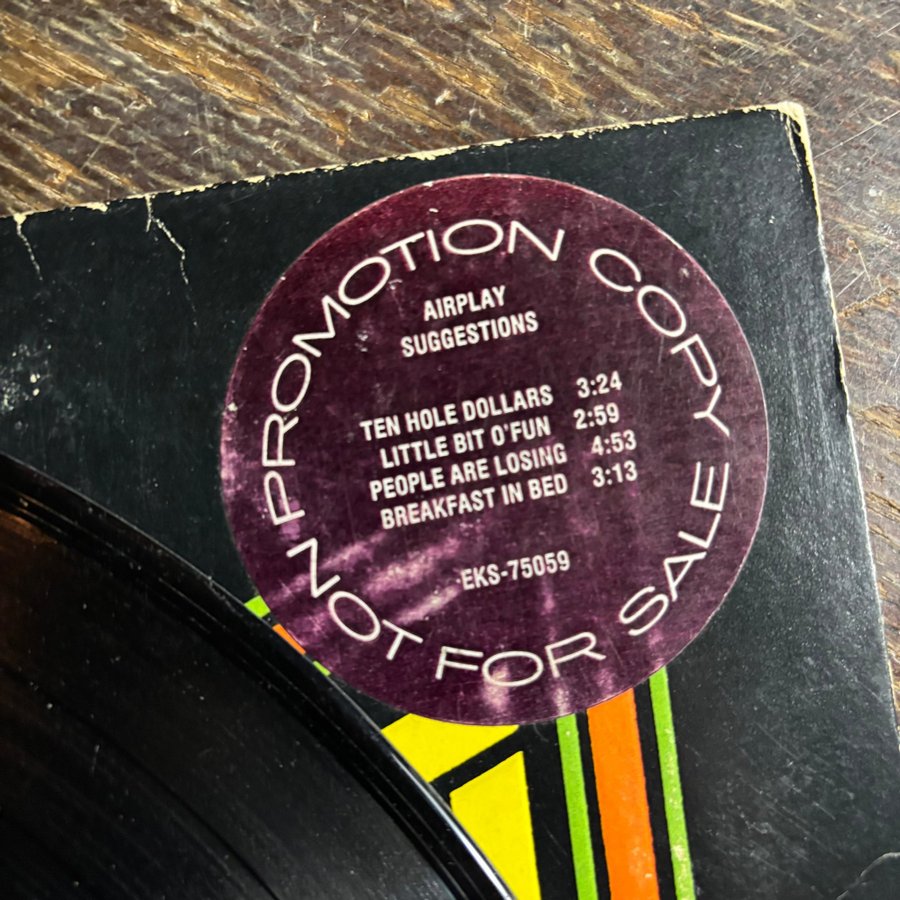 PROMOTION COPY
AIRPLAY
SUGGESTIONS
TEN HOLE DOLLARS 3:24
LITTLE BIT O'FUN 2:59
PEOPLE ARE LOSING 4:53
BREAKFAST IN BED 3:13
EKS-75059
NOT FOR SALE